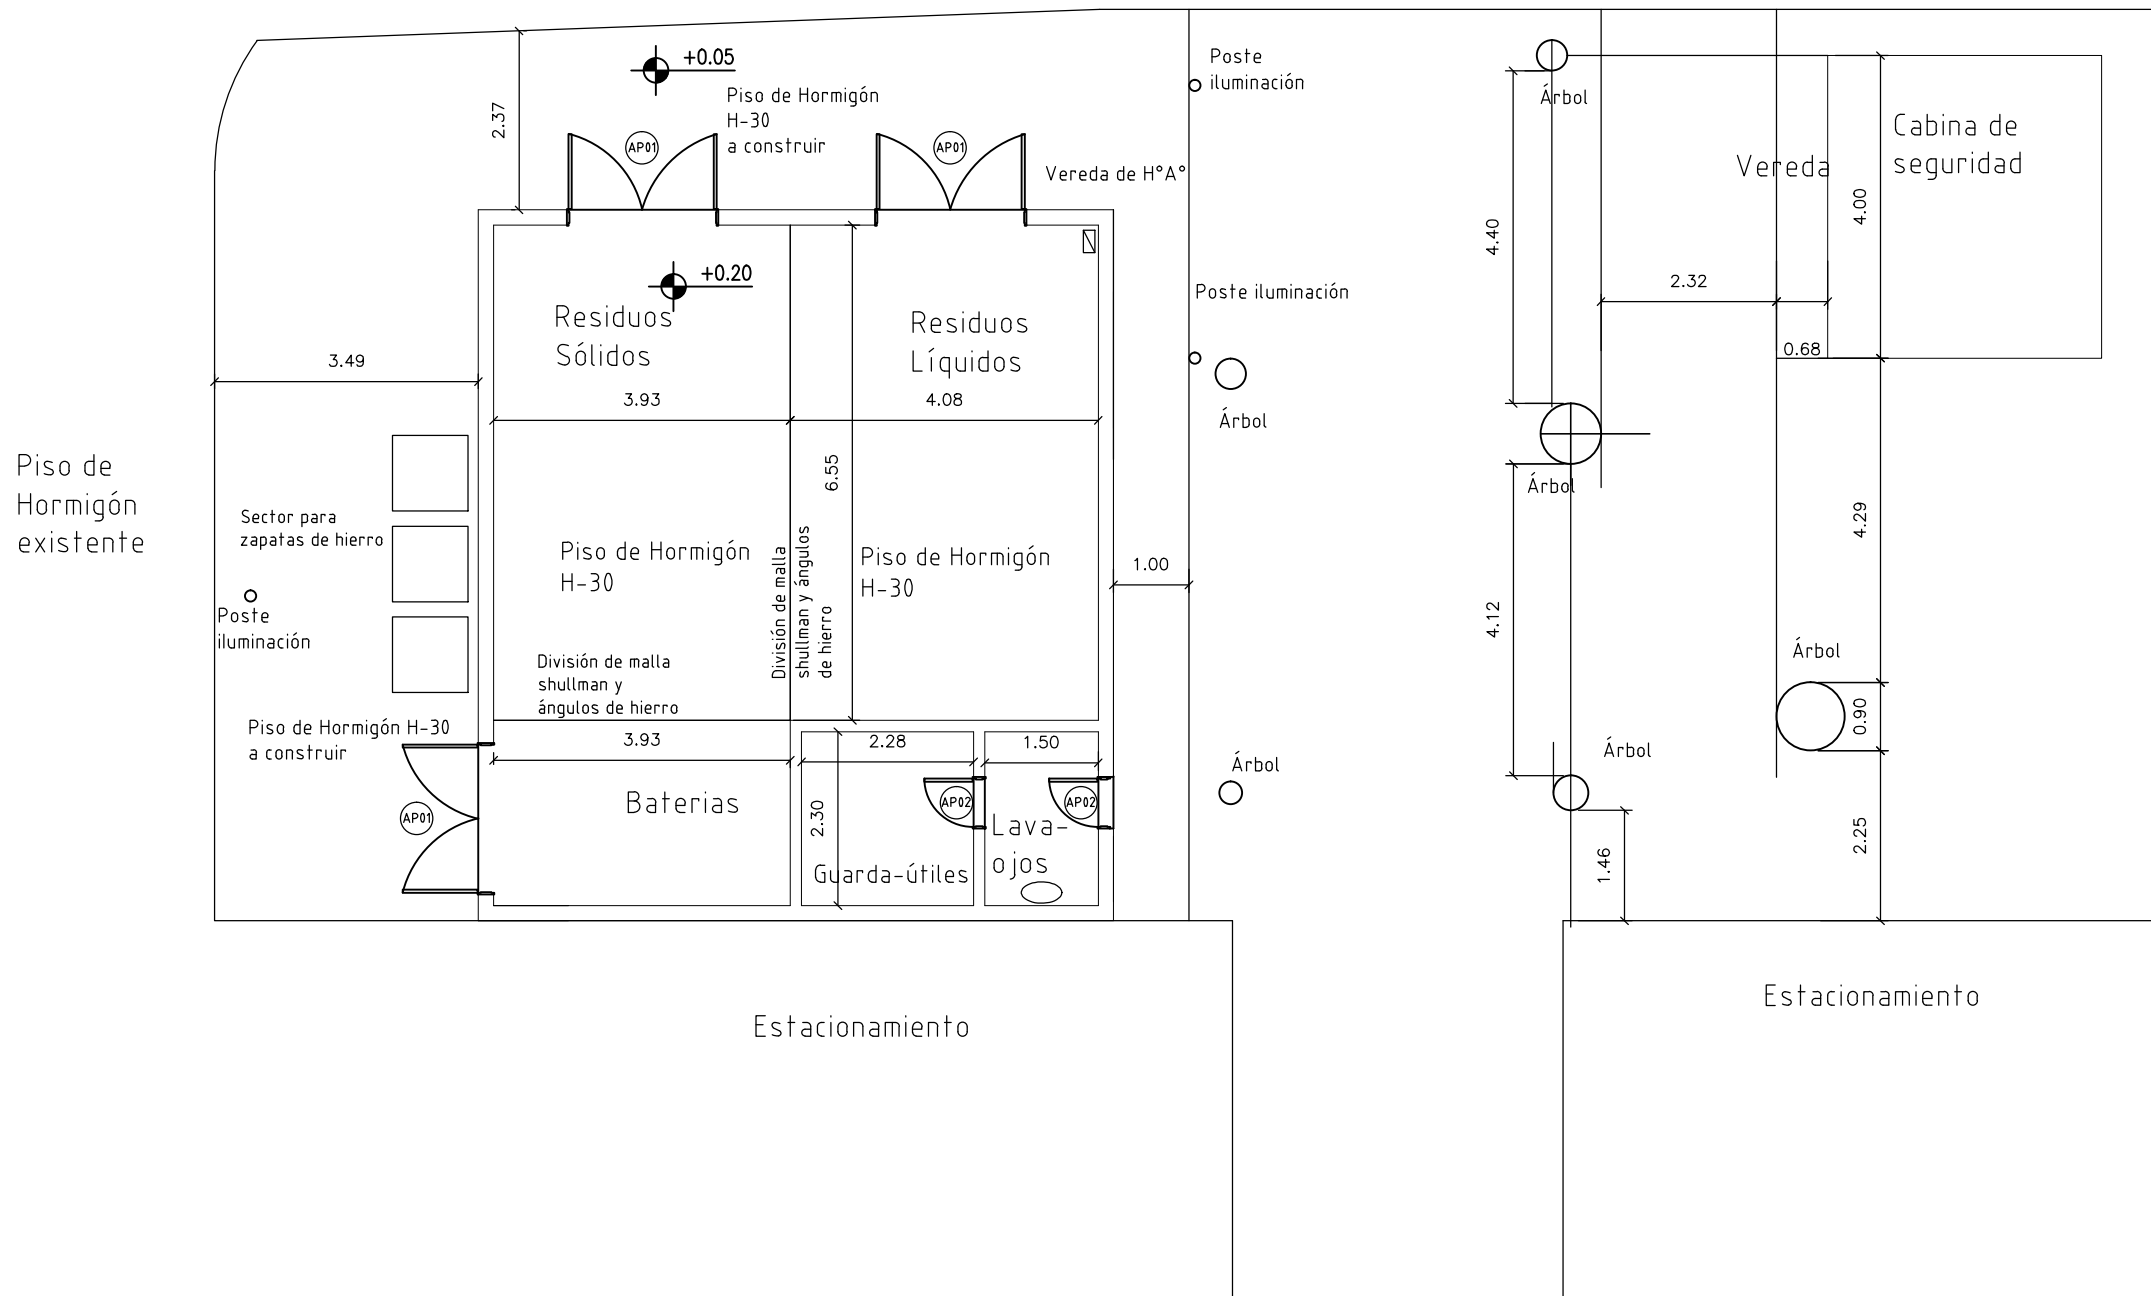 +0.05
Piso de Hormigón
H-30
a construir
2.37
AP01
AP01
Vereda de H°A°
Poste
iluminación
Árbol
Vereda
Cabina de
seguridad
4.00
4.40
+0.20
Residuos
Sólidos
Residuos
Líquidos
Poste iluminación
2.32
0.68
3.49
3.93
4.08
Árbol
Piso de
Hormigón
existente
Sector para
zapatas de hierro
6.55
Árbol
4.29
Piso de Hormigón
H-30
División de malla
shullman y ángulos
de hierro
Piso de Hormigón
H-30
1.00
Poste
iluminación
4.12
División de malla
shullman y
ángulos de hierro
Árbol
0.90
Piso de Hormigón H-30
a construir
3.93
2.28
1.50
Árbol
Árbol
AP01
Baterias
2.30
AP02
AP02
Lava-
ojos
Guarda-útiles
1.46
2.25
Estacionamiento
Estacionamiento